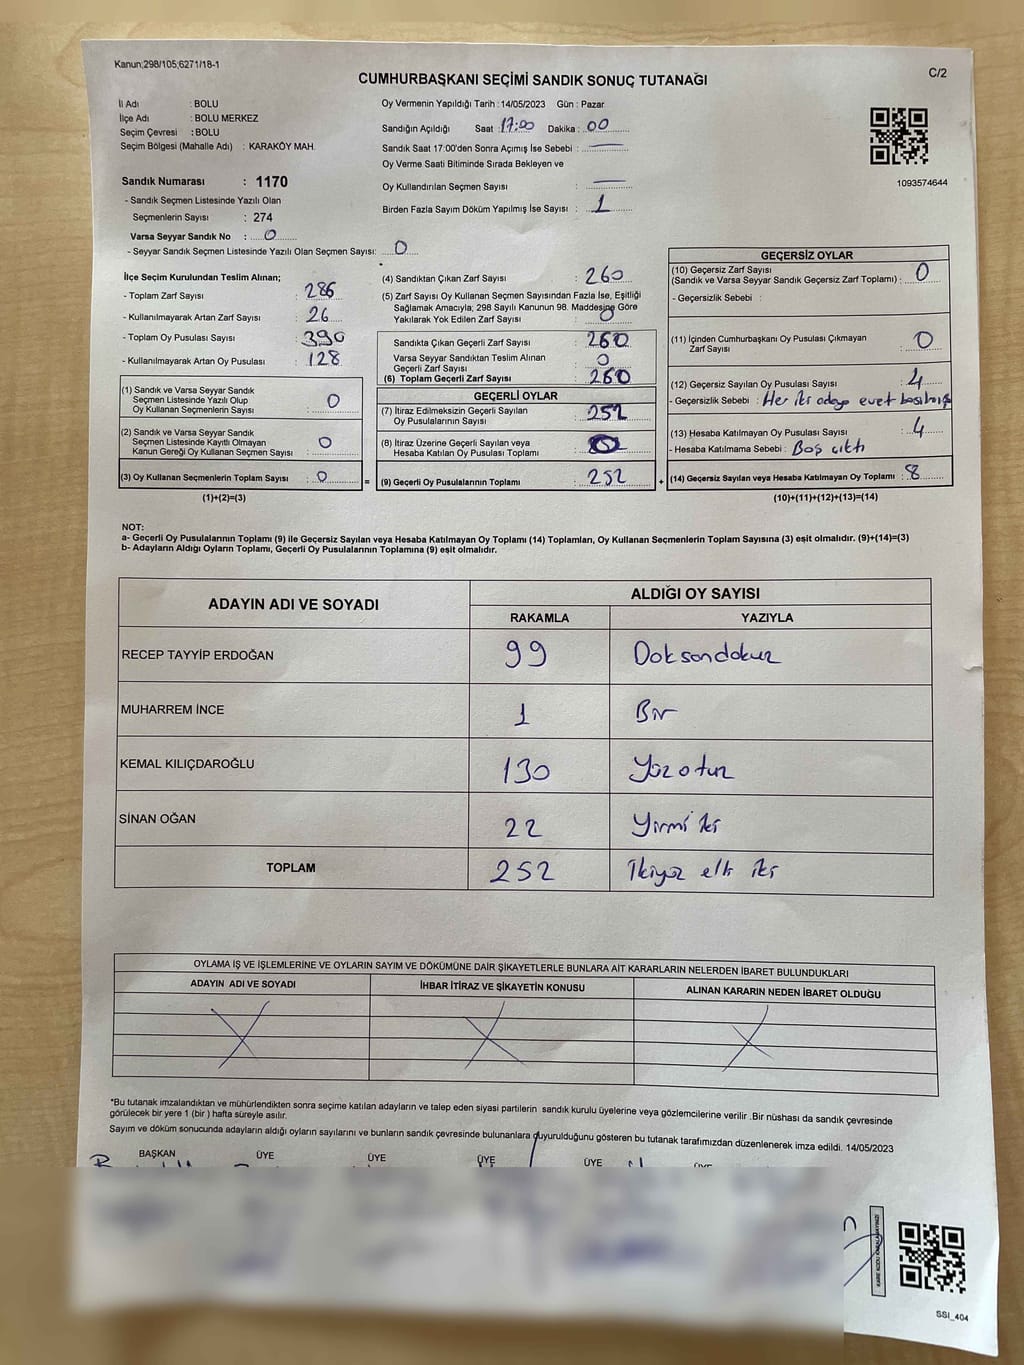 Kanun;298/105;6271/18-1
CUMHURBAŞKANI SEÇİMİ SANDIK SONUÇ TUTANAĞI
C/2
İl Adı : BOLU
İlçe Adı : BOLU MERKEZ
Seçim Çevresi : BOLU
Seçim Bölgesi (Mahalle Adı) : KARAKÖY MAH.
Sandık Numarası : 1170
- Sandık Seçmen Listesinde Yazılı Olan
Seçmenlerin Sayısı : 274
Varsa Seyyar Sandık No : 0
- Seyyar Sandık Seçmen Listesinde Yazılı Olan Seçmen Sayısı: 0
Oy Vermenin Yapıldığı Tarih : 14/05/2023 Gün : Pazar
Sandığın Açıldığı Saat : 17:00 Dakika : 00
Sandık Saat 17:00'den Sonra Açımış İse Sebebi : —
Oy Verme Saati Bitiminde Sırada Bekleyen ve
Oy Kullandırılan Seçmen Sayısı : —
Birden Fazla Sayım Döküm Yapılmış İse Sayısı : 1
1093574644
İlçe Seçim Kurulundan Teslim Alınan;
- Toplam Zarf Sayısı : 286
- Kullanılmayarak Artan Zarf Sayısı : 26
- Toplam Oy Pusulası Sayısı : 390
- Kullanılmayarak Artan Oy Pusulası : 128
(1) Sandık ve Varsa Seyyar Sandık
Seçmen Listesinde Yazılı Olup
Oy Kullanan Seçmenlerin Sayısı : 0
(2) Sandık ve Varsa Seyyar Sandık
Seçmen Listesinde Kayıtlı Olmayan
Kanun Gereği Oy Kullanan Seçmen Sayısı : 0
(3) Oy Kullanan Seçmenlerin Toplam Sayısı : 0
(1)+(2)=(3)
(4) Sandıktan Çıkan Zarf Sayısı : 260
(5) Zarf Sayısı Oy Kullanan Seçmen Sayısından Fazla İse, Eşitliği
Sağlamak Amacıyla; 298 Sayılı Kanunun 98. Maddesine Göre
Yakılarak Yok Edilen Zarf Sayısı : 0
Sandıkta Çıkan Geçerli Zarf Sayısı : 260
Varsa Seyyar Sandıktan Teslim Alınan
Geçerli Zarf Sayısı : 0
(6) Toplam Geçerli Zarf Sayısı : 260
GEÇERLİ OYLAR
(7) İtiraz Edilmeksizin Geçerli Sayılan
Oy Pusulasının Sayısı : 252
(8) İtiraz Üzerine Geçerli Sayılan veya
Hesaba Katılan Oy Pusulası Toplamı :
= (9) Geçerli Oy Pusulalarının Toplamı : 252
GEÇERSİZ OYLAR
(10) Geçersiz Zarf Sayısı
(Sandık ve Varsa Seyyar Sandık Geçersiz Zarf Toplamı) : 0
- Geçersizlik Sebebi :
(11) İçinden Cumhurbaşkanı Oy Pusulası Çıkmayan
Zarf Sayısı : 0
(12) Geçersiz Sayılan Oy Pusulası Sayısı : 4
- Geçersizlik Sebebi : Her iki adaya evet basılmış
(13) Hesaba Katılmayan Oy Pusulası Sayısı : 4
- Hesaba Katılmama Sebebi : Boş çıktı
+ (14) Geçersiz Sayılan veya Hesaba Katılmayan Oy Toplamı : 8
(10)+(11)+(12)+(13)=(14)
NOT:
a- Geçerli Oy Pusulalarının Toplamı (9) ile Geçersiz Sayılan veya Hesaba Katılmayan Oy Toplamı (14) Toplamları, Oy Kullanan Seçmenlerin Toplam Sayısına (3) eşit olmalıdır. (9)+(14)=(3)
b- Adayların Aldığı Oyların Toplamı, Geçerli Oy Pusulalarının Toplamına (9) eşit olmalıdır.
ADAYIN ADI VE SOYADI
ALDIĞI OY SAYISI
RAKAMLA YAZIYLA
RECEP TAYYİP ERDOĞAN 99 Doksandokuz
MUHARREM İNCE 1 Bir
KEMAL KILIÇDAROĞLU 130 Yüz otuz
SİNAN OĞAN 22 Yirmi iki
TOPLAM 252 İkiyüz elli iki
OYLAMA İŞ VE İŞLEMLERİNE VE OYLARIN SAYIM VE DÖKÜMÜNE DAİR ŞİKAYETLERLE BUNLARA AİT KARARLARIN NELERDEN İBARET BULUNDUKLARI
ADAYIN ADI VE SOYADI İHBAR İTİRAZ VE ŞİKAYETİN KONUSU ALINAN KARARIN NEDEN İBARET OLDUĞU
*Bu tutanak imzalandıktan ve mühürlendikten sonra seçime katılan adayların ve talep eden siyasi partilerin sandık kurulu üyelerine veya gözlemcilerine verilir .Bir nüshası da sandık çevresinde
görülecek bir yere 1 (bir ) hafta süreyle asılır.
Sayım ve döküm sonucunda adayların aldığı oyların sayılarını ve bunların sandık çevresinde bulunanlara duyurulduğunu gösteren bu tutanak tarafımızdan düzenlenerek imza edildi. 14/05/2023
BAŞKAN ÜYE ÜYE ÜYE ÜYE ÜYE
SSI_404